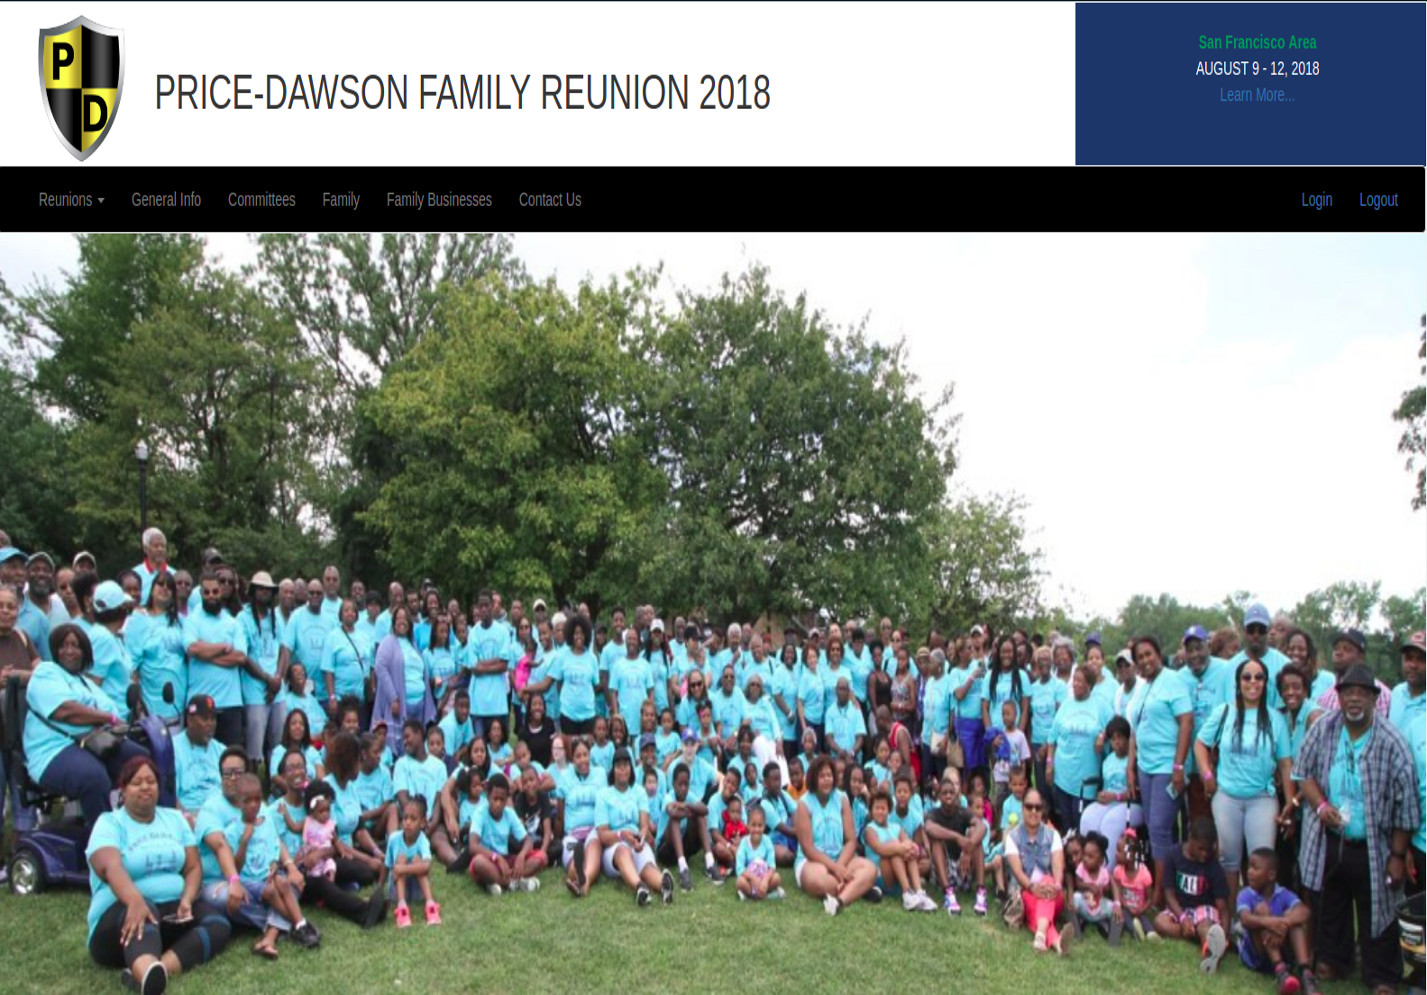 P
D
PRICE-DAWSON FAMILY REUNION 2018
San Francisco Area
AUGUST 9 - 12, 2018
Learn More...
Reunions
General Info
Committees
Family
Family Businesses
Contact Us
Login
Logout